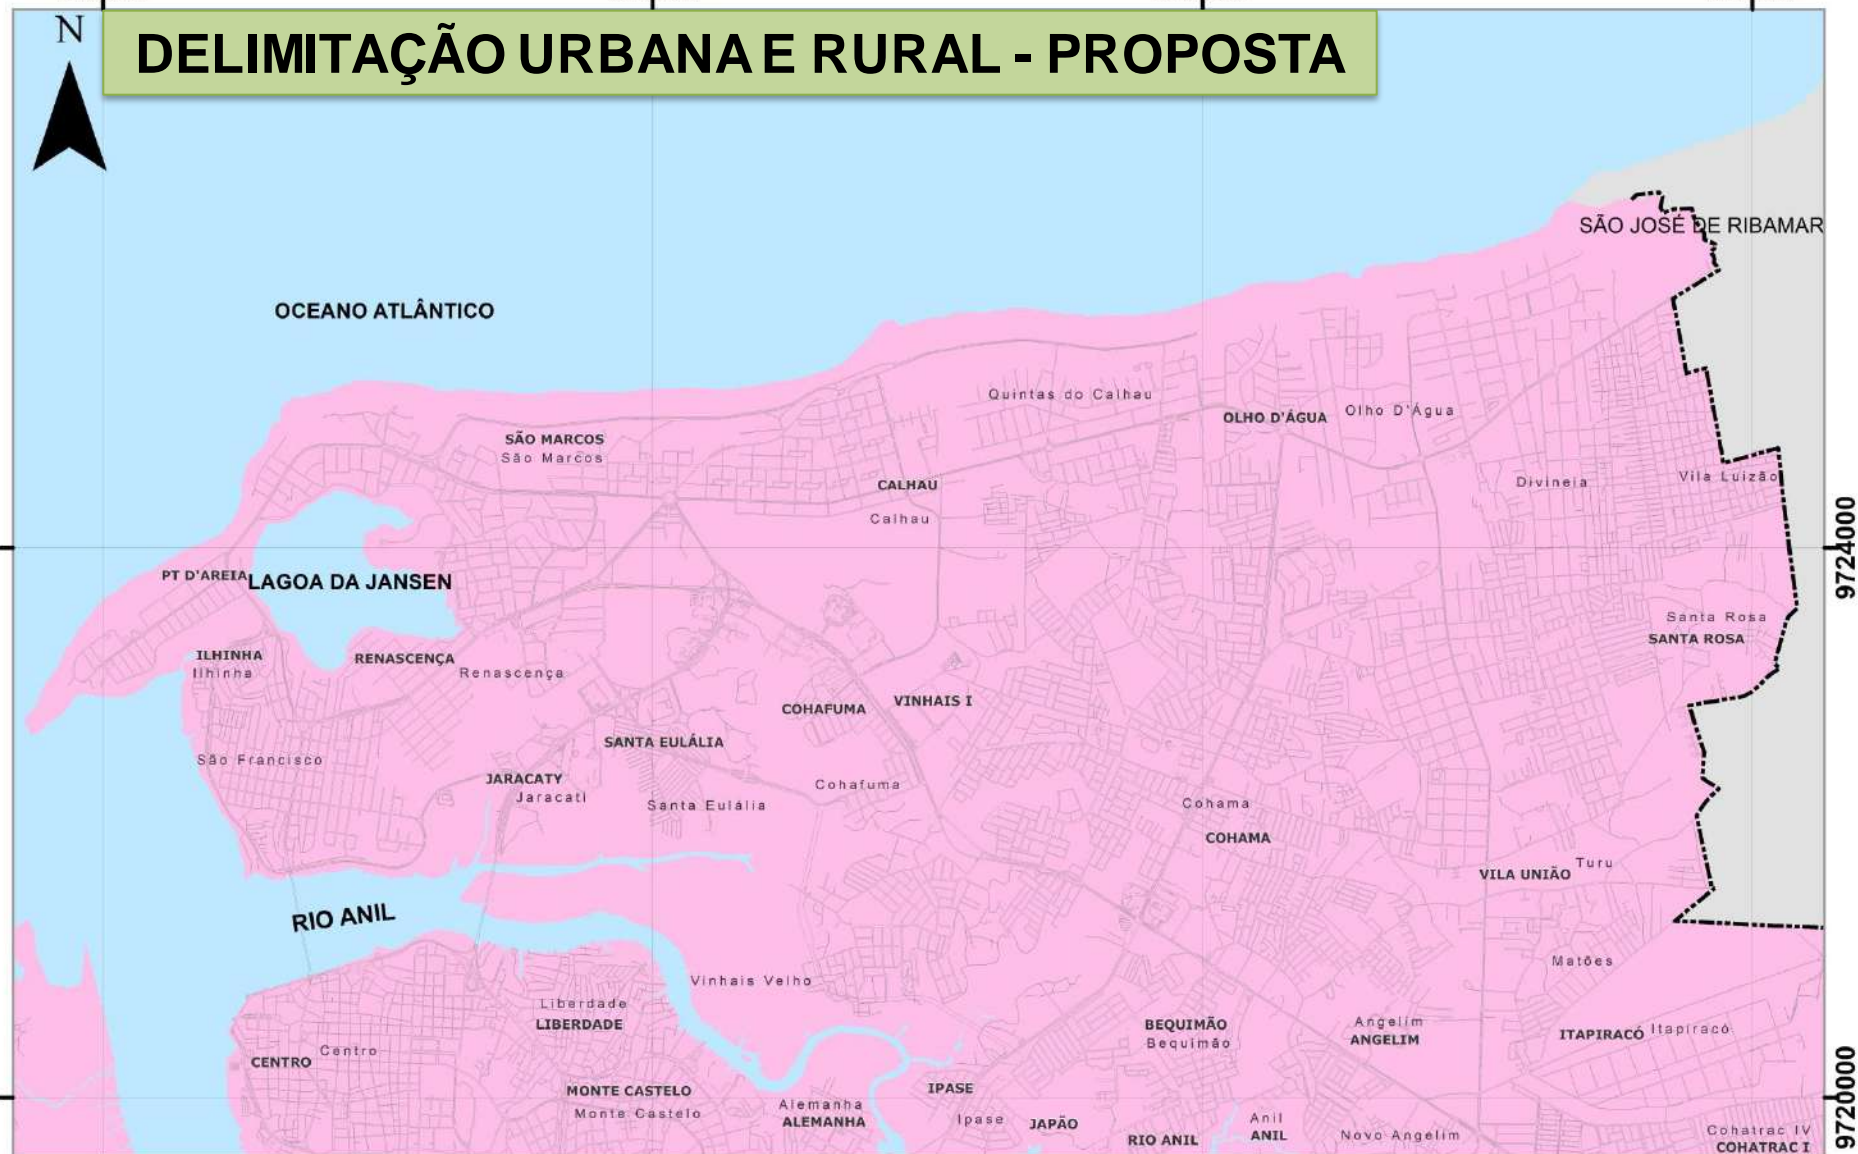 N
DELIMITAÇÃO URBANA E RURAL - PROPOSTA
SÃO JOSÉ DE RIBAMAR
OCEANO ATLÂNTICO
Quintas do Calhau
OLHO D'ÁGUA
Olho D'Água
SÃO MARCOS
São Marcos
CALHAU
Calhau
Divineia
Vila Luizão
9724000
PT D'AREIA
LAGOA DA JANSEN
Santa Rosa
SANTA ROSA
ILHINHA
Ilhinha
RENASCENÇA
Renascença
COHAFUMA
VINHAIS I
SANTA EULÁLIA
São Francisco
JARACATY
Jaracati
Santa Eulália
Cohafuma
Cohama
COHAMA
VILA UNIÃO
Turu
RIO ANIL
Matões
Vinhais Velho
Liberdade
LIBERDADE
BEQUIMÃO
Bequimão
Angelim
ANGELIM
ITAPIRACÓ
Itapiracó
CENTRO
Centro
MONTE CASTELO
Monte Castelo
Alemanha
ALEMANHA
IPASE
Ipase
JAPÃO
RIO ANIL
Anil
ANIL
Novo Angelim
Cohatrac IV
COHATRAC I
9720000